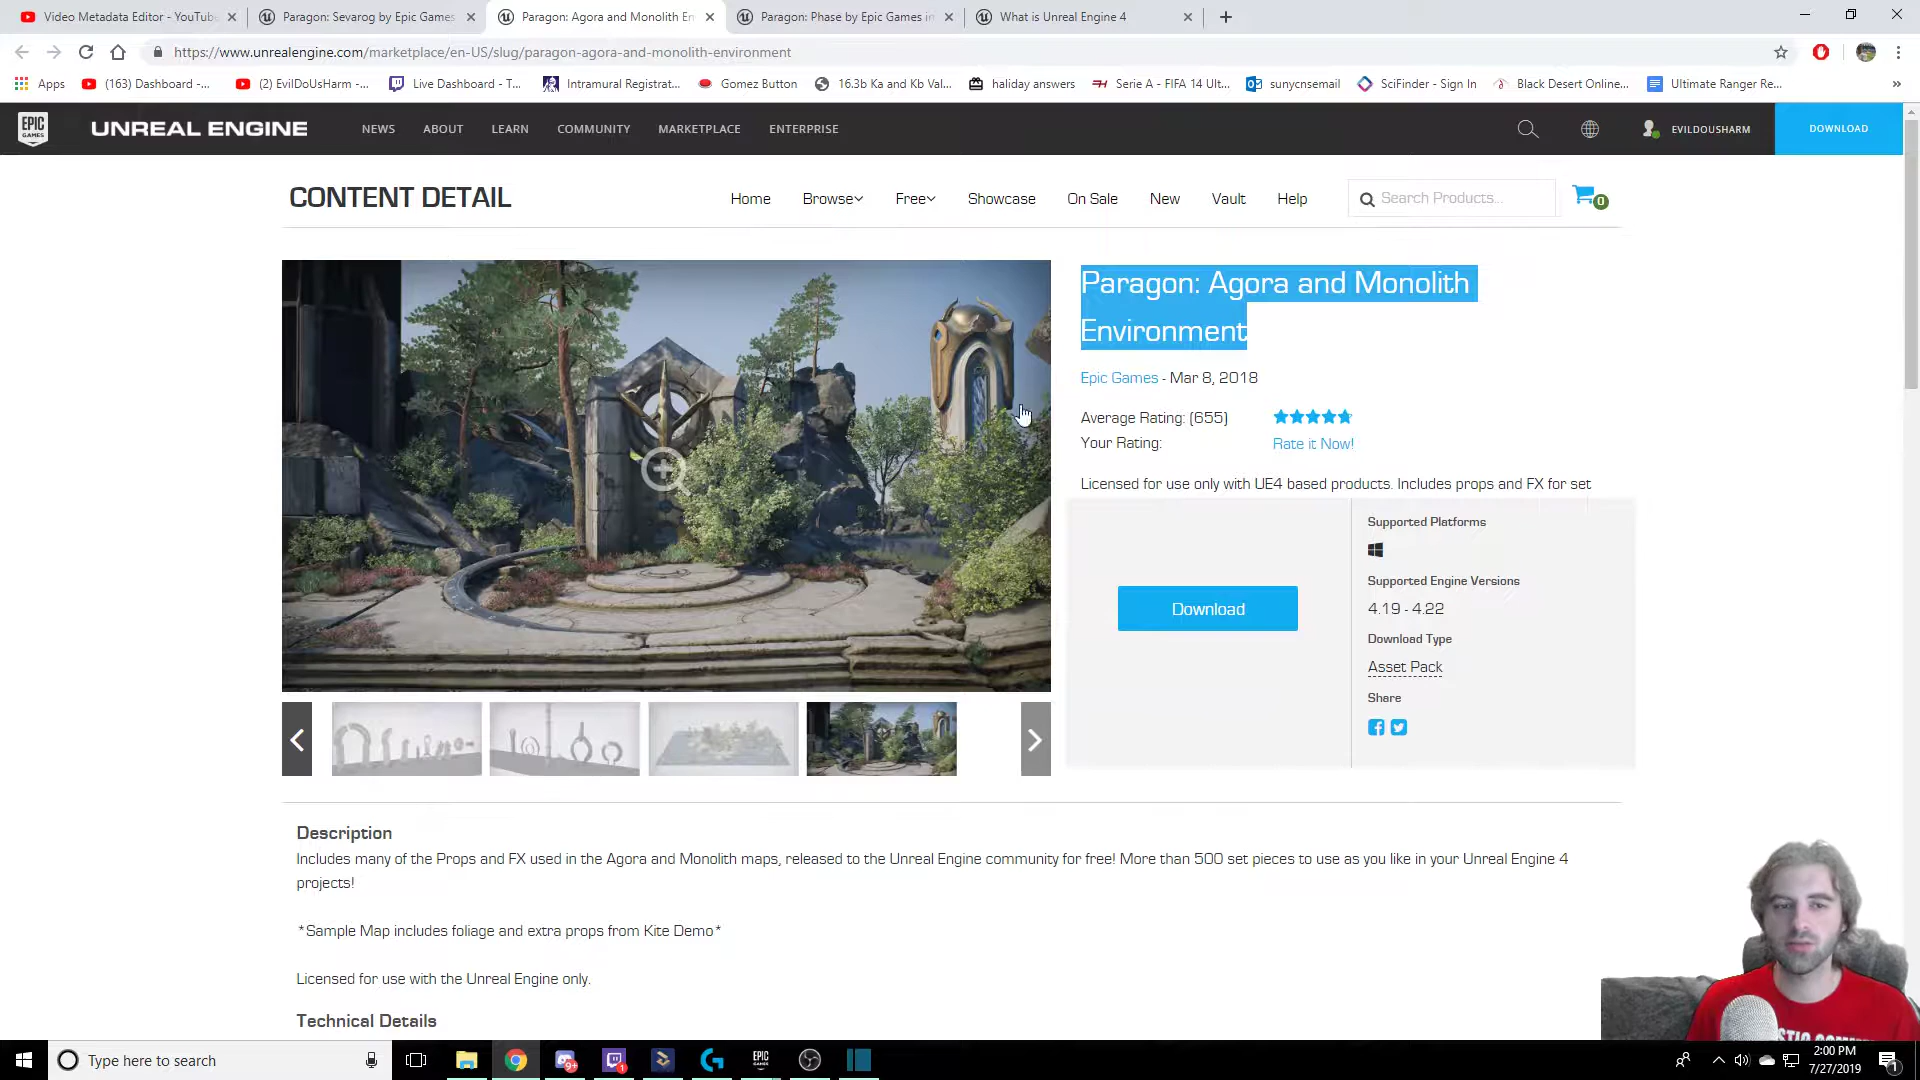 Video Metadata Editor - YouTube
Paragon: Sevarog by Epic Games
Paragon: Agora and Monolith En
Paragon: Phase by Epic Games in
What is Unreal Engine 4
https://www.unrealengine.com/marketplace/en-US/slug/paragon-agora-and-monolith-environment
Apps
(163) Dashboard -...
(2) EvilDoUsHarm -...
Live Dashboard - T...
Intramural Registrat...
Gomez Button
16.3b Ka and Kb Val...
haliday answers
Serie A - FIFA 14 Ult...
sunycnsemail
SciFinder - Sign In
Black Desert Online...
Ultimate Ranger Re...
»
EPIC GAMES
UNREAL ENGINE
NEWS
ABOUT
LEARN
COMMUNITY
MARKETPLACE
ENTERPRISE
EVILDOUSHARM
DOWNLOAD
CONTENT DETAIL
Home
Browse
Free
Showcase
On Sale
New
Vault
Help
Search Products...
0
Paragon: Agora and Monolith
Environment
Epic Games - Mar 8, 2018
Average Rating: (655)
Your Rating:
Rate it Now!
Licensed for use only with UE4 based products. Includes props and FX for set
Download
Supported Platforms
Supported Engine Versions
4.19 - 4.22
Download Type
Asset Pack
Share
Description
Includes many of the Props and FX used in the Agora and Monolith maps, released to the Unreal Engine community for free! More than 500 set pieces to use as you like in your Unreal Engine 4
projects!
*Sample Map includes foliage and extra props from Kite Demo*
Licensed for use with the Unreal Engine only.
Technical Details
Type here to search
9+
1
EPIC
2:00 PM
7/27/2019
1